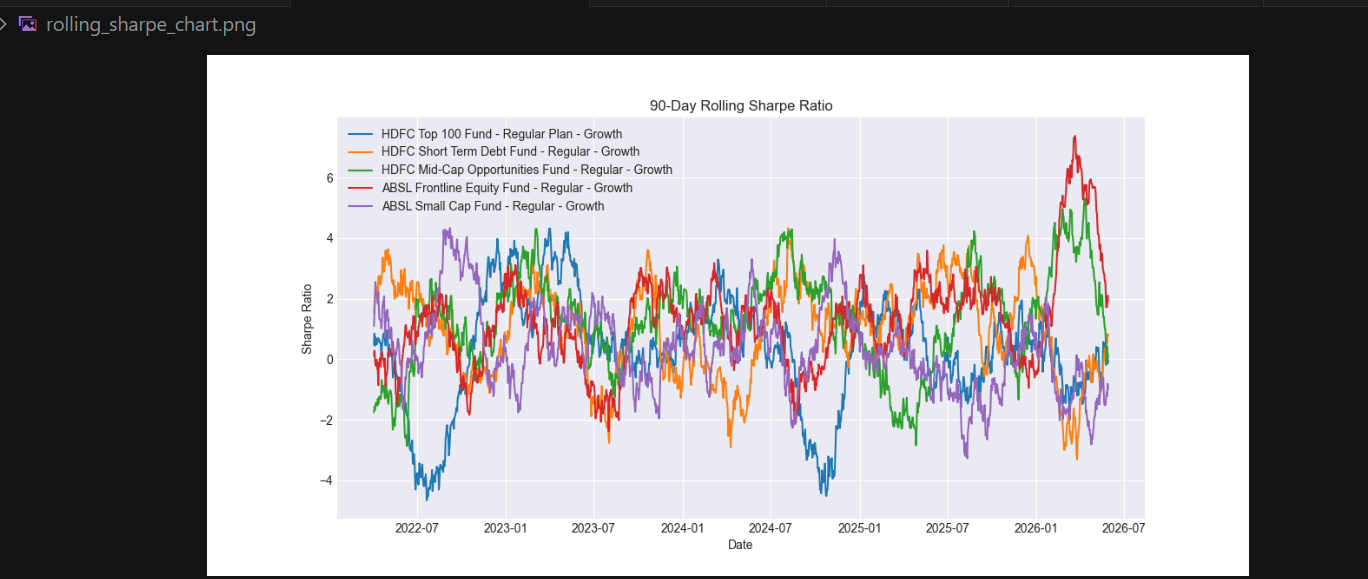 rolling_sharpe_chart.png
90-Day Rolling Sharpe Ratio
HDFC Top 100 Fund - Regular Plan - Growth
HDFC Short Term Debt Fund - Regular - Growth
HDFC Mid-Cap Opportunities Fund - Regular - Growth
ABSL Frontline Equity Fund - Regular - Growth
ABSL Small Cap Fund - Regular - Growth
Sharpe Ratio
6
4
2
0
−2
−4
2022-07 2023-01 2023-07 2024-01 2024-07 2025-01 2025-07 2026-01 2026-07
Date